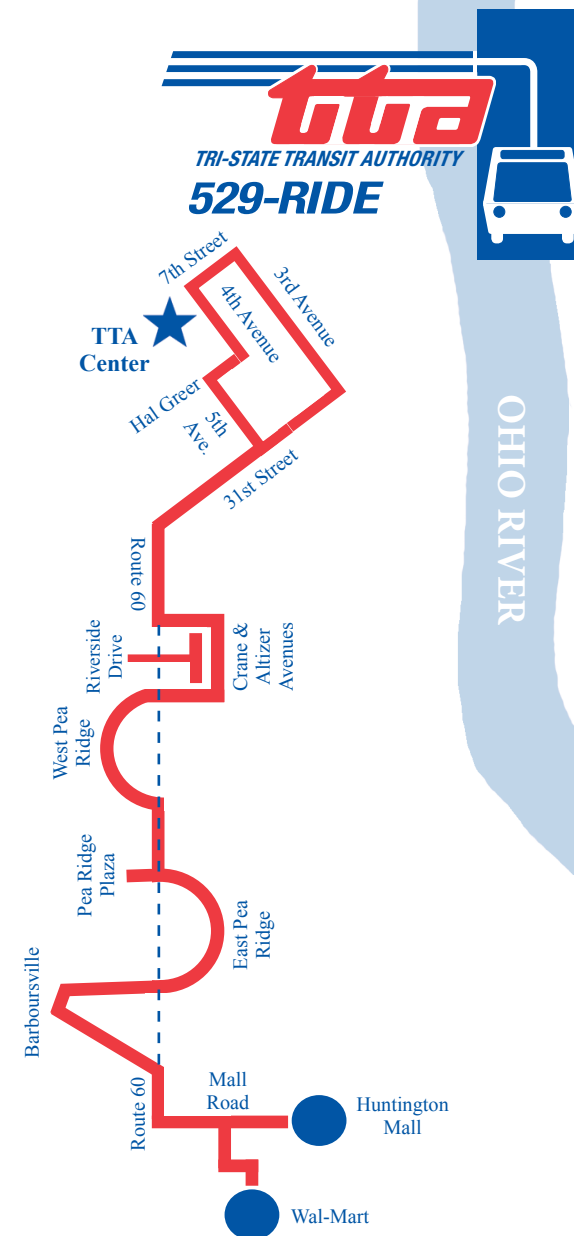 tta
TRI-STATE TRANSIT AUTHORITY
529-RIDE
7th Street
3rd Avenue
4th Avenue
TTA
Center
Hal Greer
5th
Ave.
31st Street
OHIO RIVER
Route 60
Riverside
Drive
Crane &
Altizer
Avenues
West Pea
Ridge
Pea Ridge
Plaza
East Pea
Ridge
Barboursville
Route 60
Mall
Road
Huntington
Mall
Wal-Mart